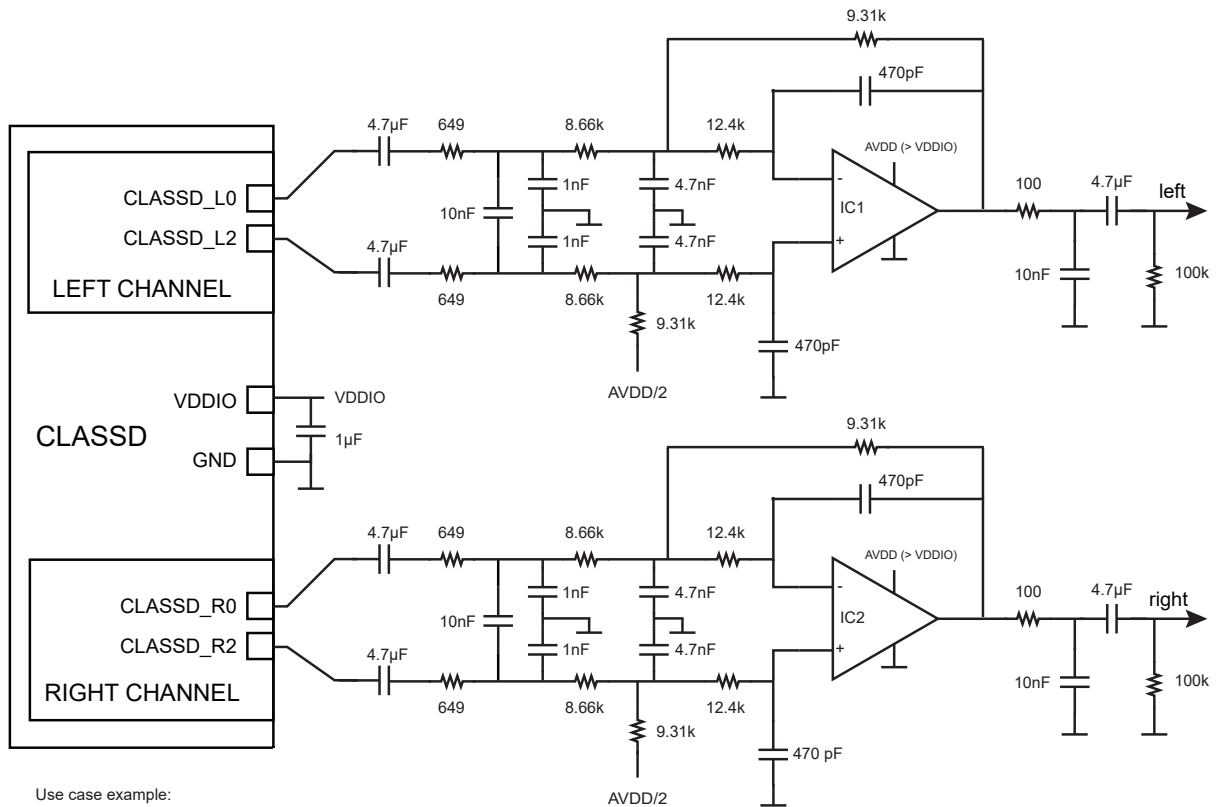 9.31k
470pF
4.7µF 649 8.66k 12.4k
AVDD (> VDDIO)
CLASSD_L0
1nF 4.7nF
-
100 4.7µF left
10nF
IC1
CLASSD_L2
4.7µF
1nF 4.7nF
+
10nF 100k
LEFT CHANNEL
649 8.66k 12.4k
9.31k
470pF
AVDD/2
VDDIO VDDIO
CLASSD
1µF
GND
9.31k
470pF
4.7µF 649 8.66k 12.4k
AVDD (> VDDIO)
CLASSD_R0
1nF 4.7nF
-
100 4.7µF right
10nF
IC2
CLASSD_R2
4.7µF
1nF 4.7nF
+
10nF 100k
RIGHT CHANNEL
649 8.66k 12.4k
9.31k
470 pF
AVDD/2
Use case example: